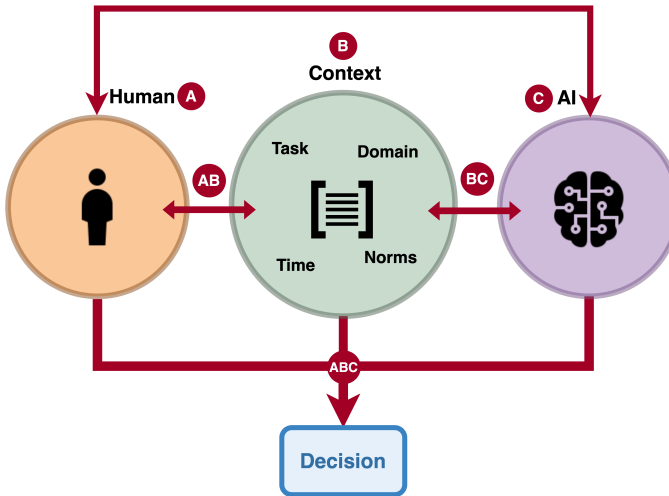 B
Context
Human A
C AI
Task
Domain
AB
BC
Time
Norms
ABC
Decision